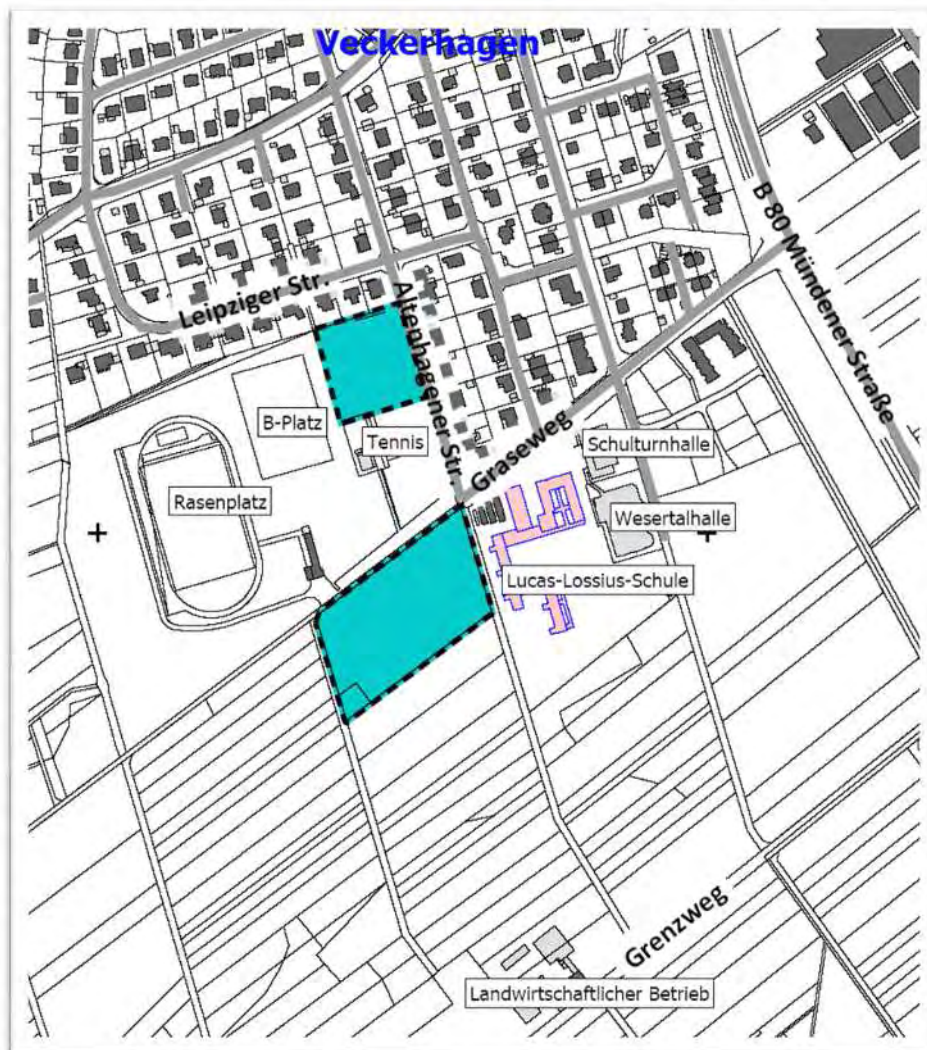 Veckerhagen
B 80 Mündener Straße
Leipziger Str.
Altenhagener Str.
B-Platz
Tennis
Graseweg
Schulturnhalle
Rasenplatz
Wesertalhalle
Lucas-Lossius-Schule
Grenzweg
Landwirtschaftlicher Betrieb